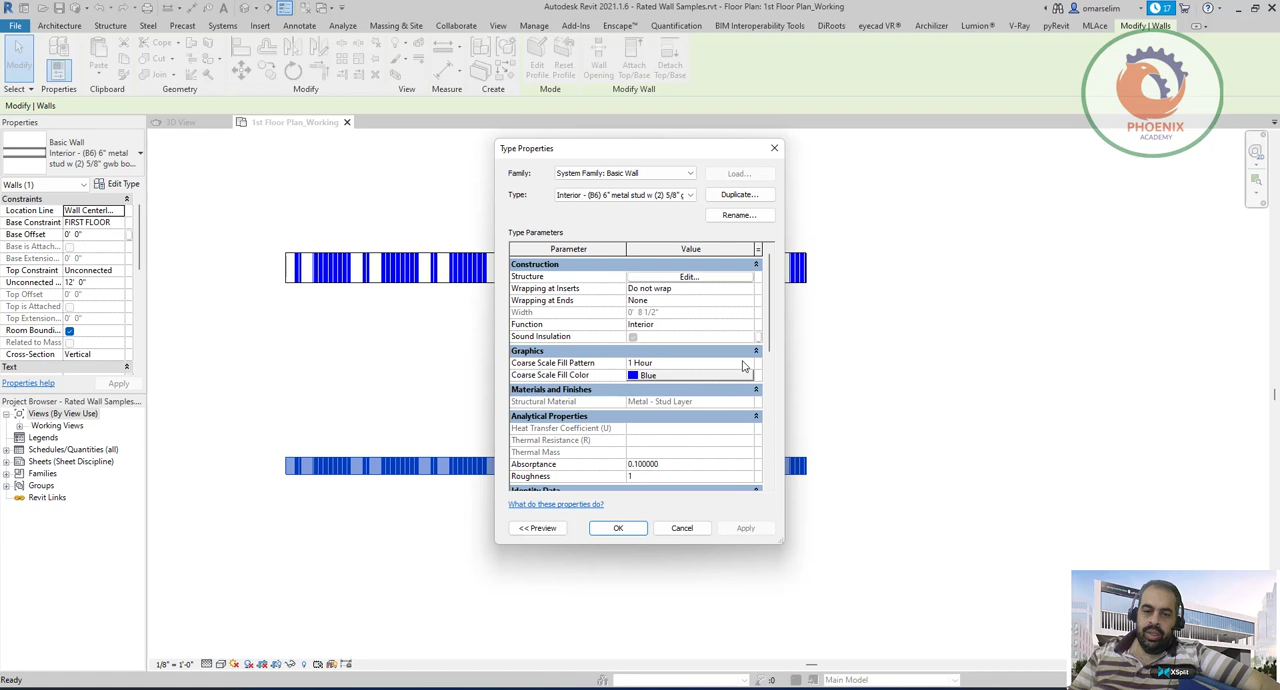 Autodesk Revit 2021.1.6 - Rated Wall Samples.rvt - Floor Plan: 1st Floor Plan_Working
omarselim
17
File Architecture Structure Steel Precast Systems Insert Annotate Analyze Massing & Site Collaborate View Manage Add-Ins Enscape™ Quantification BIM Interoperability Tools DiRoots eyecad VR® Archilizer Lumion® V-Ray pyRevit MLAce Modify | Walls
Modify
Paste
Cope
Cut
Join
Edit Profile
Reset Profile
Wall Opening
Attach Top/Base
Detach Top/Base
Select Properties Clipboard Geometry Modify View Measure Create Mode Modify Wall
Modify | Walls
PHOENIX
ACADEMY
Properties
3D View
1st Floor Plan_Working
Basic Wall
Interior - (B6) 6" metal
stud w (2) 5/8" gwb bo...
Walls (1) Edit Type
Constraints
Location Line Wall Centerl...
Base Constraint FIRST FLOOR
Base Offset 0' 0"
Base is Attach...
Base Extension... 0' 0"
Top Constraint Unconnected
Unconnected ... 12' 0"
Top Offset 0' 0"
Top is Attached
Top Extension... 0' 0"
Room Boundi...
Related to Mass
Cross-Section Vertical
Text
Properties help Apply
Project Browser - Rated Wall Samples....
Views (By View Use)
Working Views
Legends
Schedules/Quantities (all)
Sheets (Sheet Discipline)
Families
Groups
Revit Links
Type Properties
Family: System Family: Basic Wall Load...
Type: Interior - (B6) 6" metal stud w (2) 5/8" g Duplicate...
Rename...
Type Parameters
Parameter Value =
Construction
Structure Edit...
Wrapping at Inserts Do not wrap
Wrapping at Ends None
Width 0' 8 1/2"
Function Interior
Sound Insulation
Graphics
Coarse Scale Fill Pattern 1 Hour
Coarse Scale Fill Color Blue
Materials and Finishes
Structural Material Metal - Stud Layer
Analytical Properties
Heat Transfer Coefficient (U)
Thermal Resistance (R)
Thermal Mass
Absorptance 0.100000
Roughness 1
Identity Data
What do these properties do?
<< Preview OK Cancel Apply
1/8" = 1'-0"
Ready
:0
Main Model
XSplit